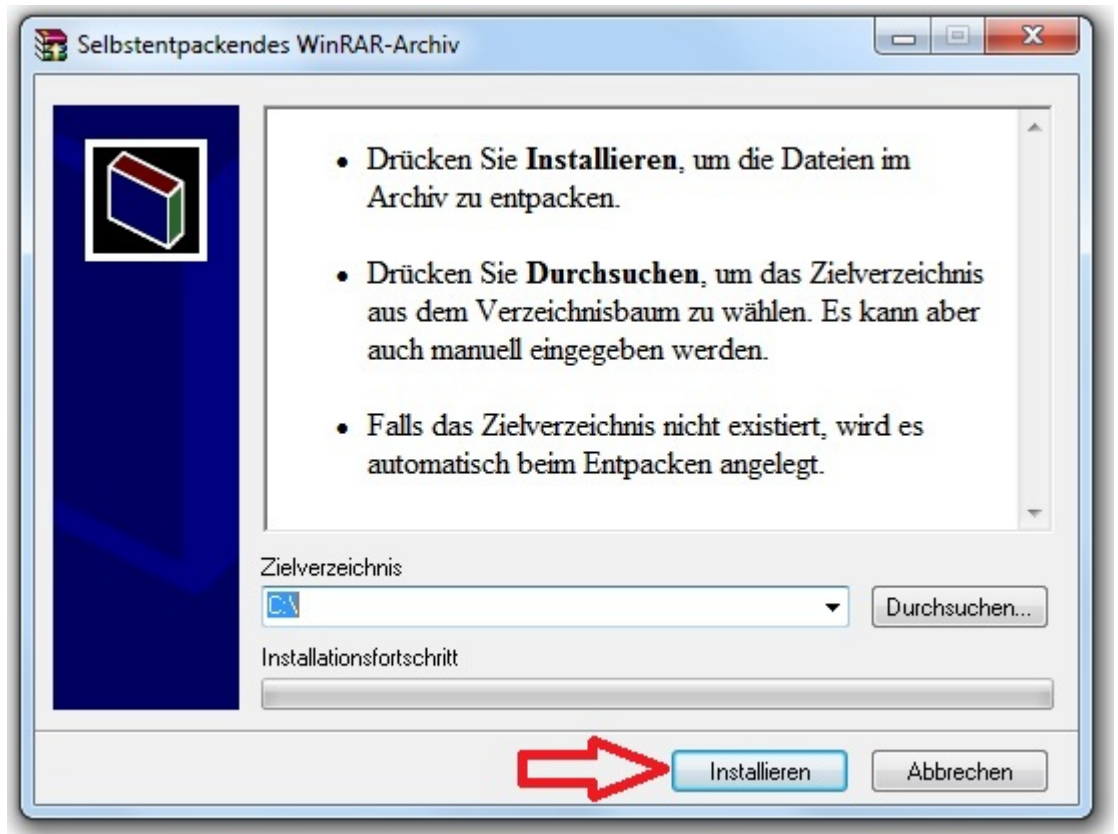 Selbstentpackendes WinRAR-Archiv
• Drücken Sie Installieren, um die Dateien im
Archiv zu entpacken.
• Drücken Sie Durchsuchen, um das Zielverzeichnis
aus dem Verzeichnisbaum zu wählen. Es kann aber
auch manuell eingegeben werden.
• Falls das Zielverzeichnis nicht existiert, wird es
automatisch beim Entpacken angelegt.
Zielverzeichnis
C:\
Durchsuchen...
Installationsfortschritt
Installieren
Abbrechen